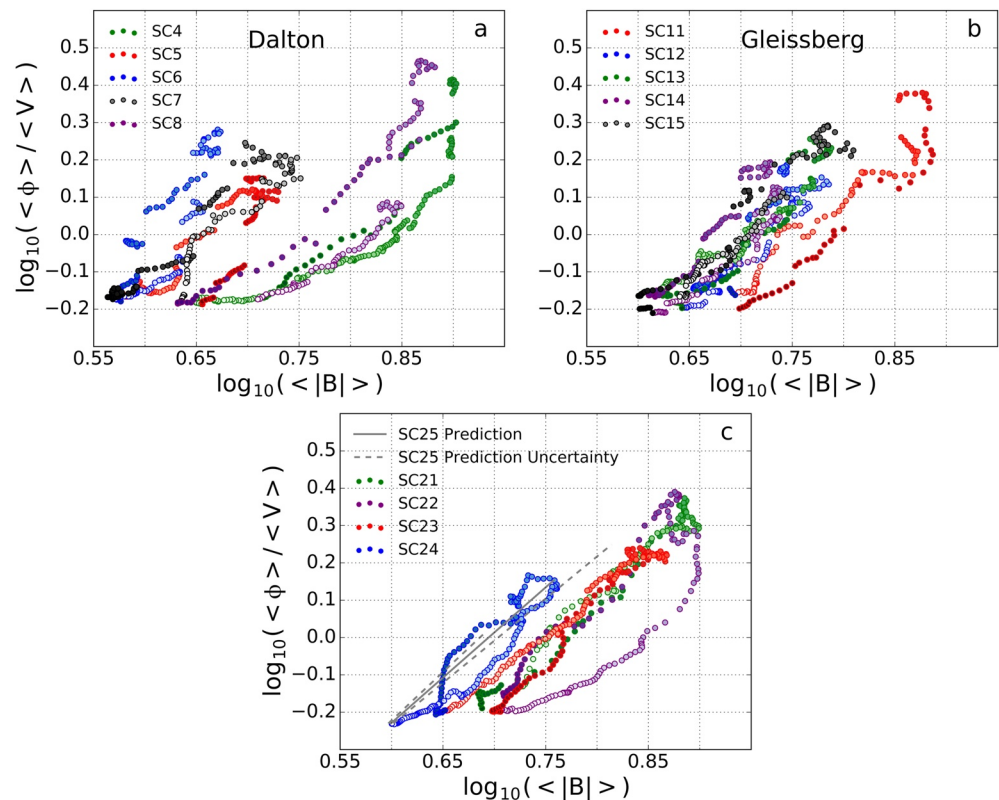 Dalton
a
SC4
SC5
SC6
SC7
SC8
0.5
0.4
0.3
0.2
0.1
0.0
−0.1
−0.2
0.55
0.65
0.75
0.85
log10(<|B|>)
log10(<ϕ>/<V>)
Gleissberg
b
SC11
SC12
SC13
SC14
SC15
0.5
0.4
0.3
0.2
0.1
0.0
−0.1
−0.2
0.55
0.65
0.75
0.85
log10(<|B|>)
c
SC25 Prediction
SC25 Prediction Uncertainty
SC21
SC22
SC23
SC24
0.5
0.4
0.3
0.2
0.1
0.0
−0.1
−0.2
0.55
0.65
0.75
0.85
log10(<|B|>)
log10(<ϕ>/<V>)